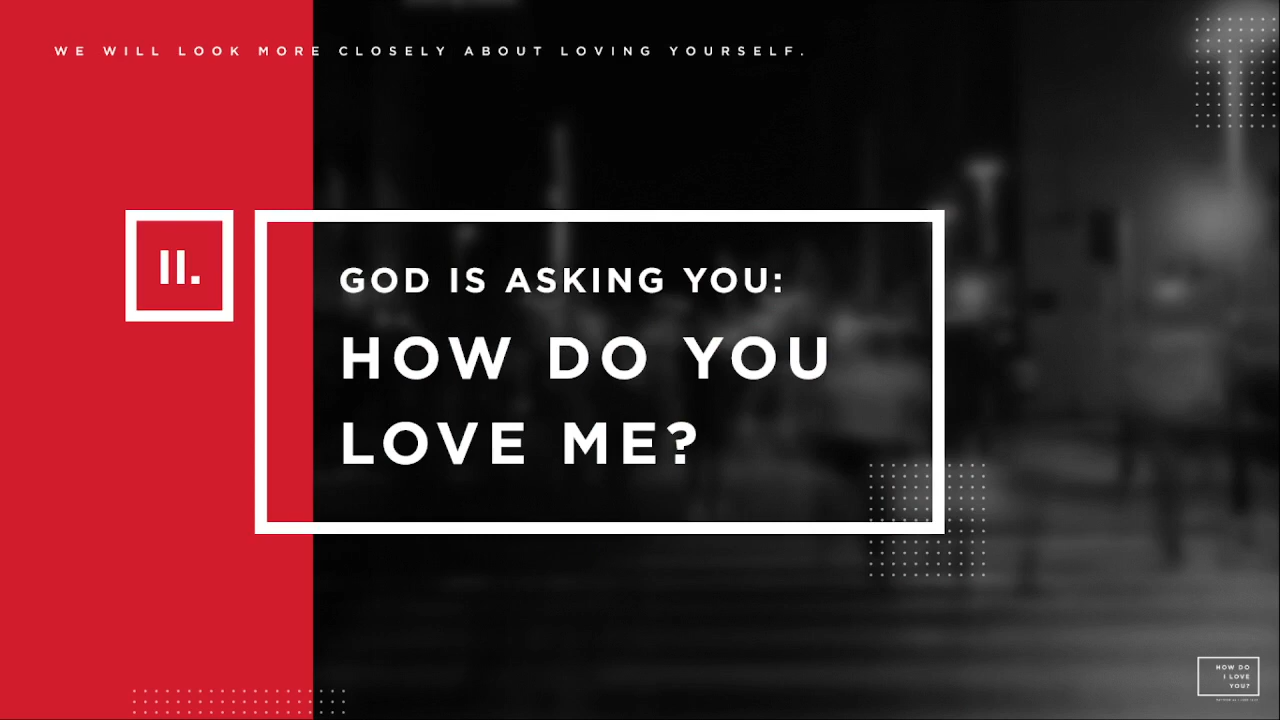 WE WILL LOOK MORE CLOSELY ABOUT LOVING YOURSELF.
II.
GOD IS ASKING YOU:
HOW DO YOU
LOVE ME?
HOW DO
I LOVE
YOU?